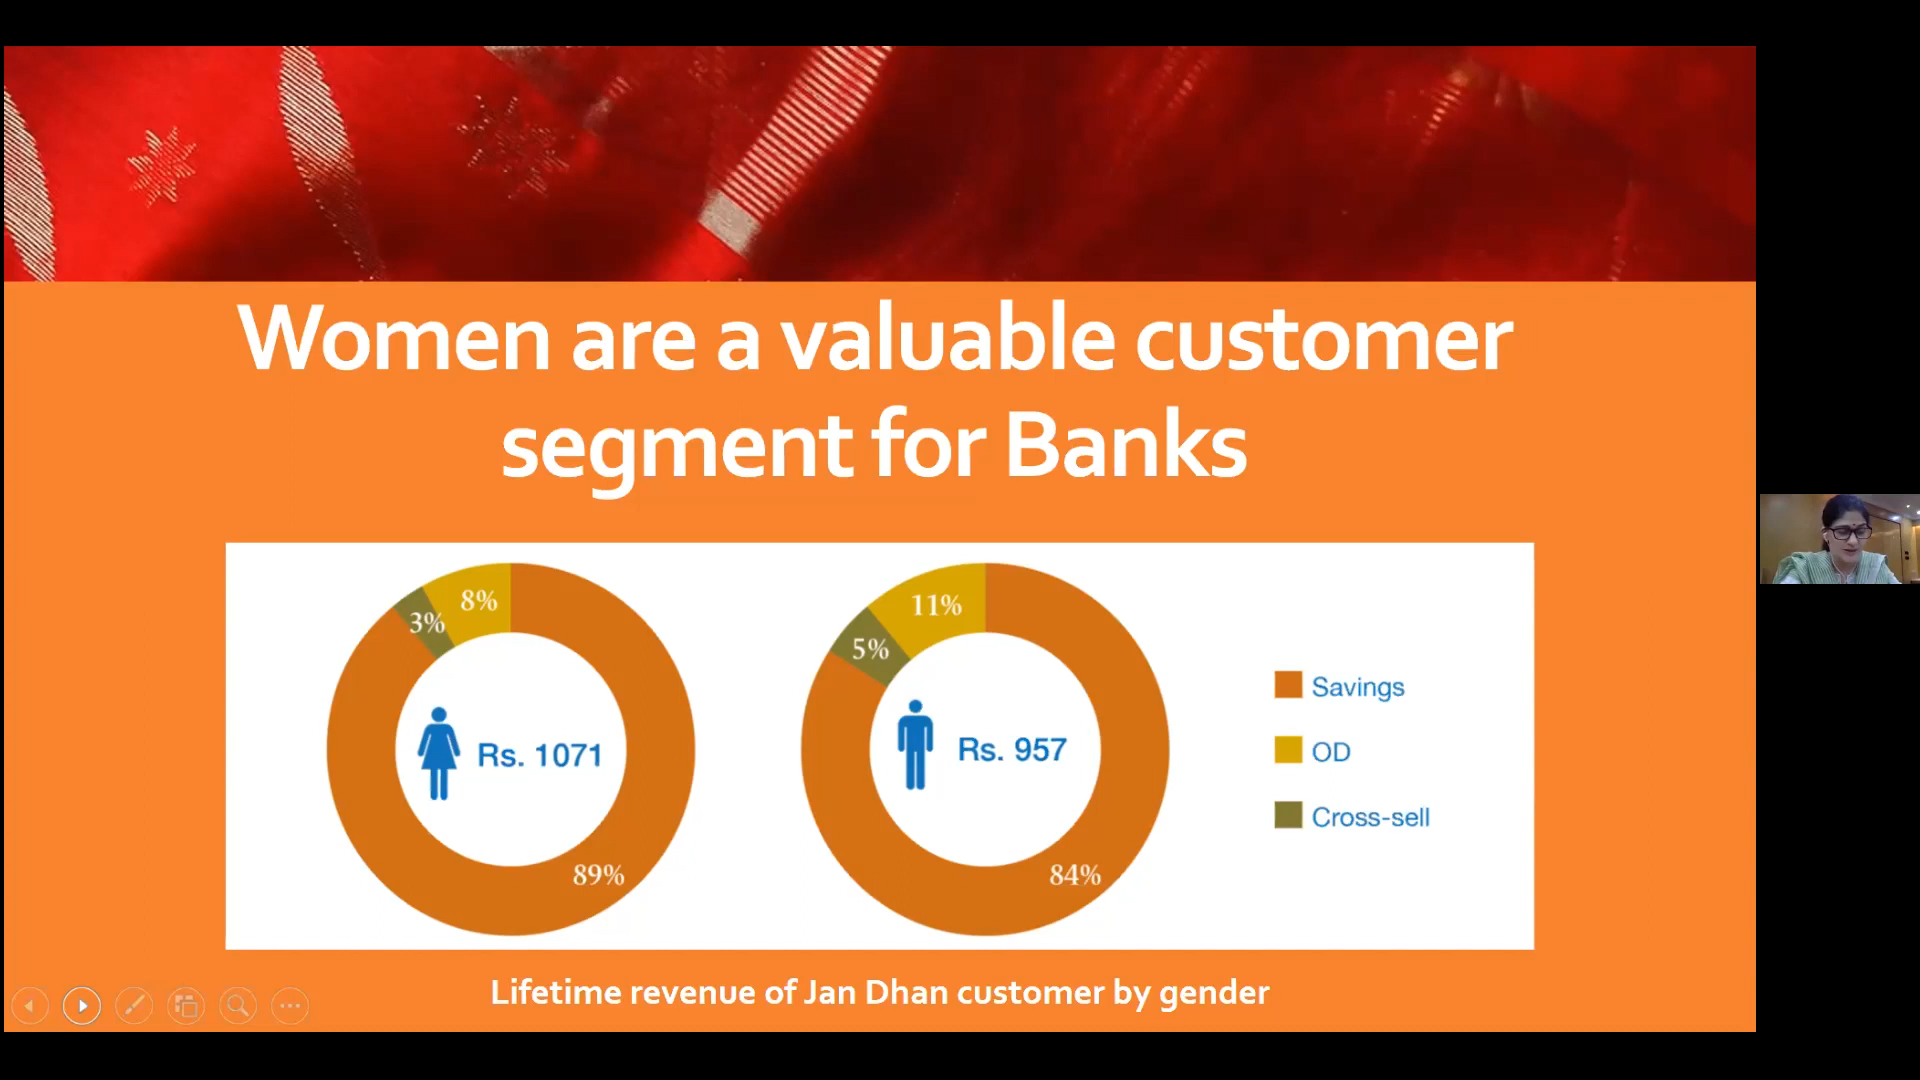 Women are a valuable customer
segment for Banks
8%
3%
Rs. 1071
89%
11%
5%
Rs. 957
84%
Savings
OD
Cross-sell
Lifetime revenue of Jan Dhan customer by gender